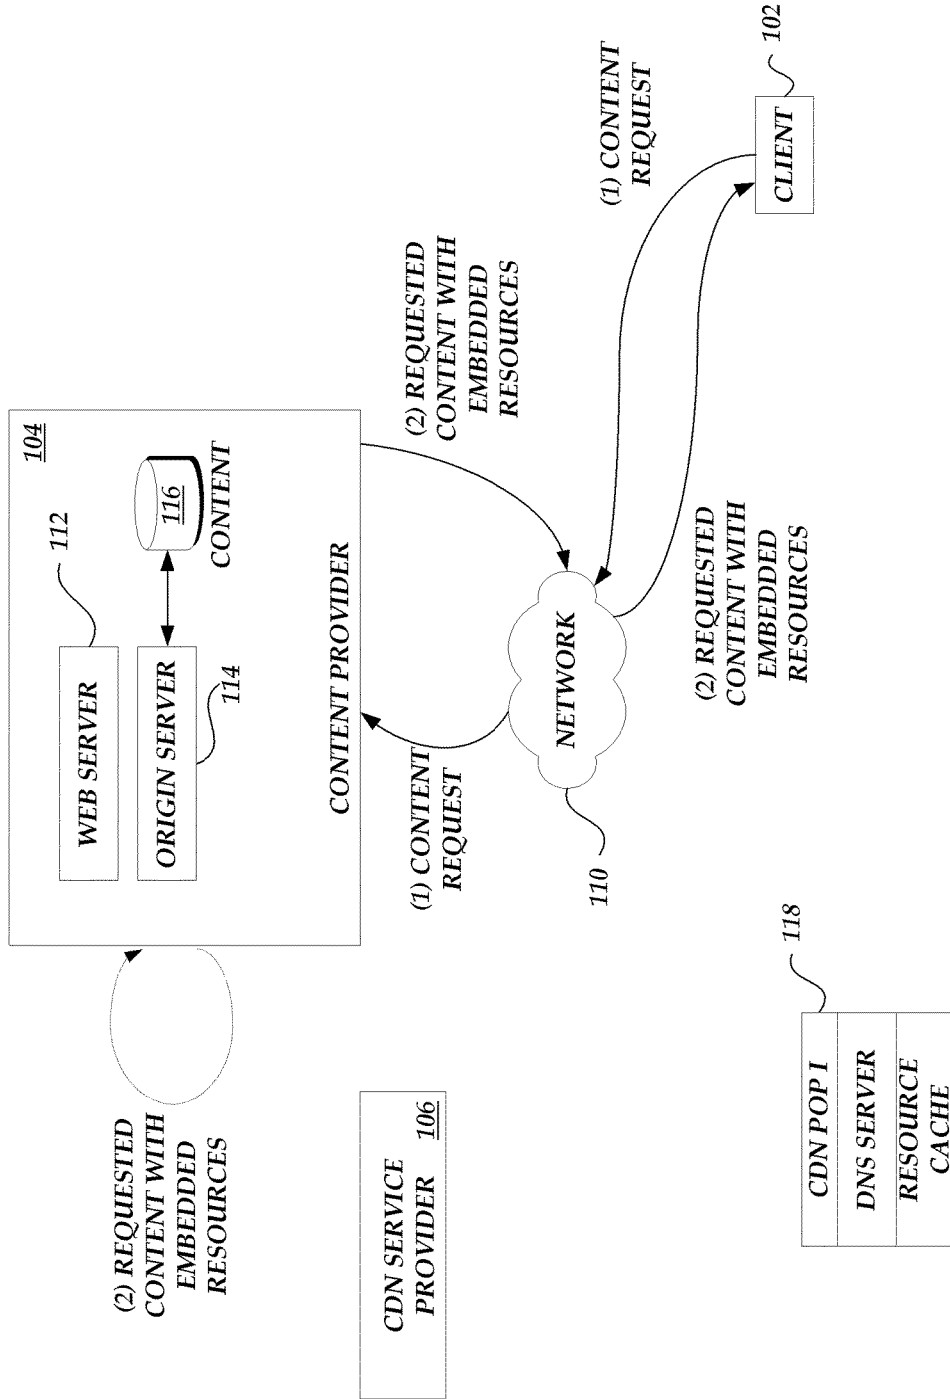 (2) REQUESTED
CONTENT WITH
EMBEDDED
RESOURCES
WEB SERVER
112
ORIGIN SERVER
114
116
CONTENT
104
CONTENT PROVIDER
CDN SERVICE
PROVIDER
106
(1) CONTENT
REQUEST
(2) REQUESTED
CONTENT WITH
EMBEDDED
RESOURCES
NETWORK
110
(1) CONTENT
REQUEST
(2) REQUESTED
CONTENT WITH
EMBEDDED
RESOURCES
CLIENT
102
118
CDN POP I
DNS SERVER
RESOURCE
CACHE